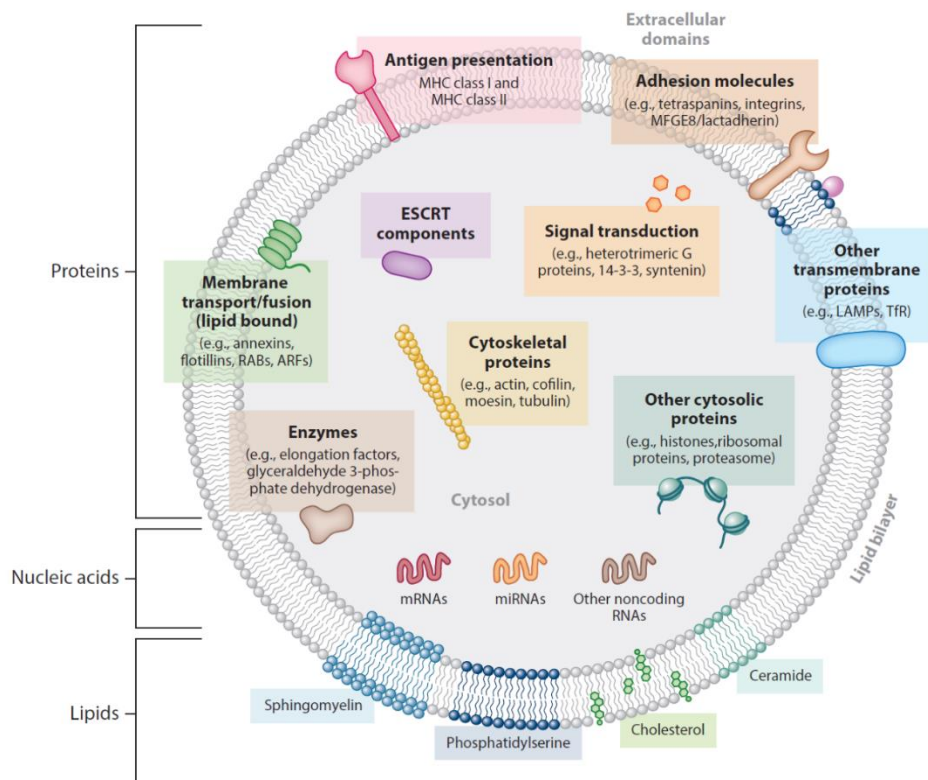 Extracellular
domains
Antigen presentation
MHC class I and
MHC class II
Adhesion molecules
(e.g., tetraspanins, integrins,
MFGE8/lactadherin)
ESCRT
components
Signal transduction
(e.g., heterotrimeric G
proteins, 14-3-3, syntenin)
Other
transmembrane
proteins
(e.g., LAMPs, TfR)
Proteins
Membrane
transport/fusion
(lipid bound)
(e.g., annexins,
flotillins, RABs, ARFs)
Cytoskeletal
proteins
(e.g., actin, cofilin,
moesin, tubulin)
Other cytosolic
proteins
(e.g., histones,ribosomal
proteins, proteasome)
Enzymes
(e.g., elongation factors,
glyceraldehyde 3-phos-
phate dehydrogenase)
Cytosol
Lipid bilayer
Nucleic acids
mRNAs
miRNAs
Other noncoding
RNAs
Lipids
Sphingomyelin
Phosphatidylserine
Cholesterol
Ceramide